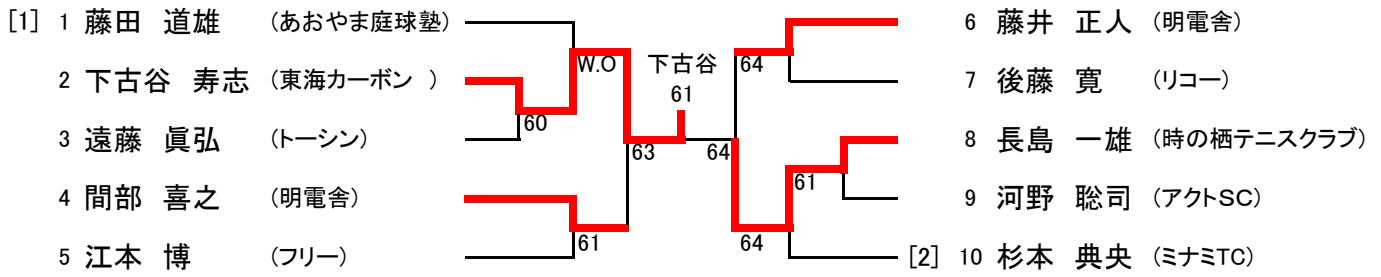 [1] 1 藤田 道雄 (あおやま庭球塾)
2 下古谷 寿志 (東海カーボン )
3 遠藤 眞弘 (トーシン)
4 間部 喜之 (明電舎)
5 江本 博 (フリー)
W.O
60
63
61
下古谷
61
64
64
61
64
6 藤井 正人 (明電舎)
7 後藤 寛 (リコー)
8 長島 一雄 (時の栖テニスクラブ)
9 河野 聡司 (アクトSC)
[2] 10 杉本 典央 (ミナミTC)